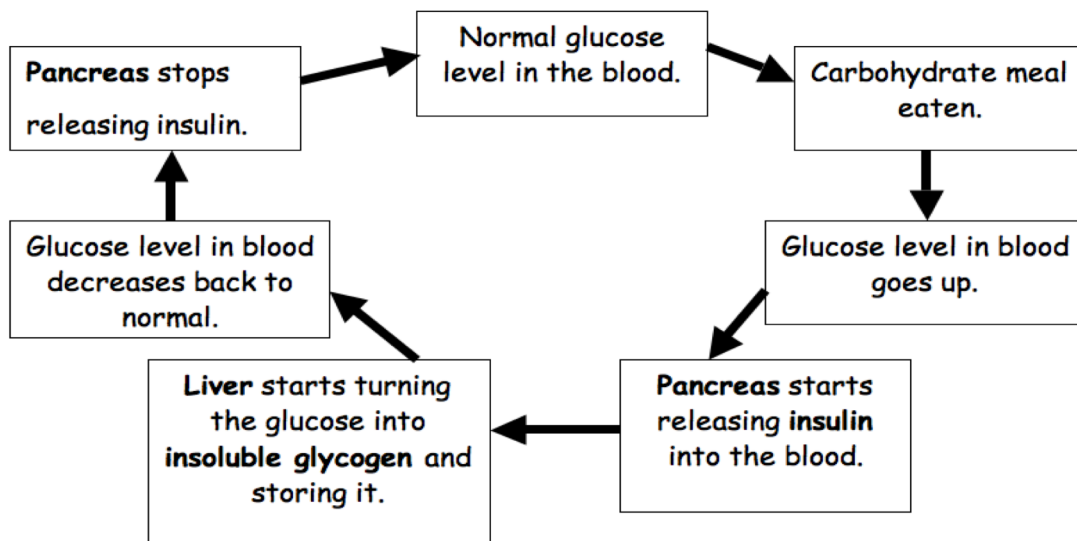 Normal glucose
level in the blood.
Carbohydrate meal
eaten.
Glucose level in blood
goes up.
Pancreas starts
releasing insulin
into the blood.
Liver starts turning
the glucose into
insoluble glycogen and
storing it.
Glucose level in blood
decreases back to
normal.
Pancreas stops
releasing insulin.